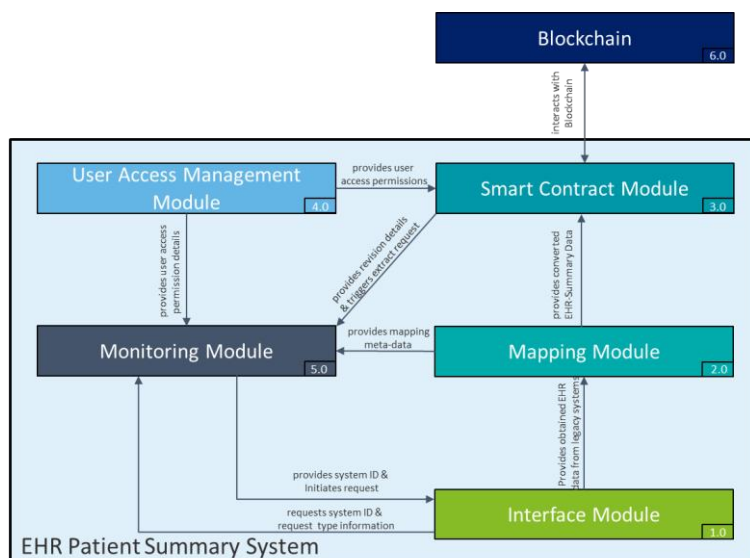 Blockchain
6.0
interacts with
Blockchain
User Access Management
Module
4.0
provides user
access permissions
Smart Contract Module
3.0
provides user access
permission details
provides revision details
& triggers extract request
provides converted
EHR-Summary Data
Monitoring Module
5.0
provides mapping
meta-data
Mapping Module
2.0
Provides obtained EHR
data from legacy systems
provides system ID &
Initiates request
requests system ID &
request type information
Interface Module
1.0
EHR Patient Summary System